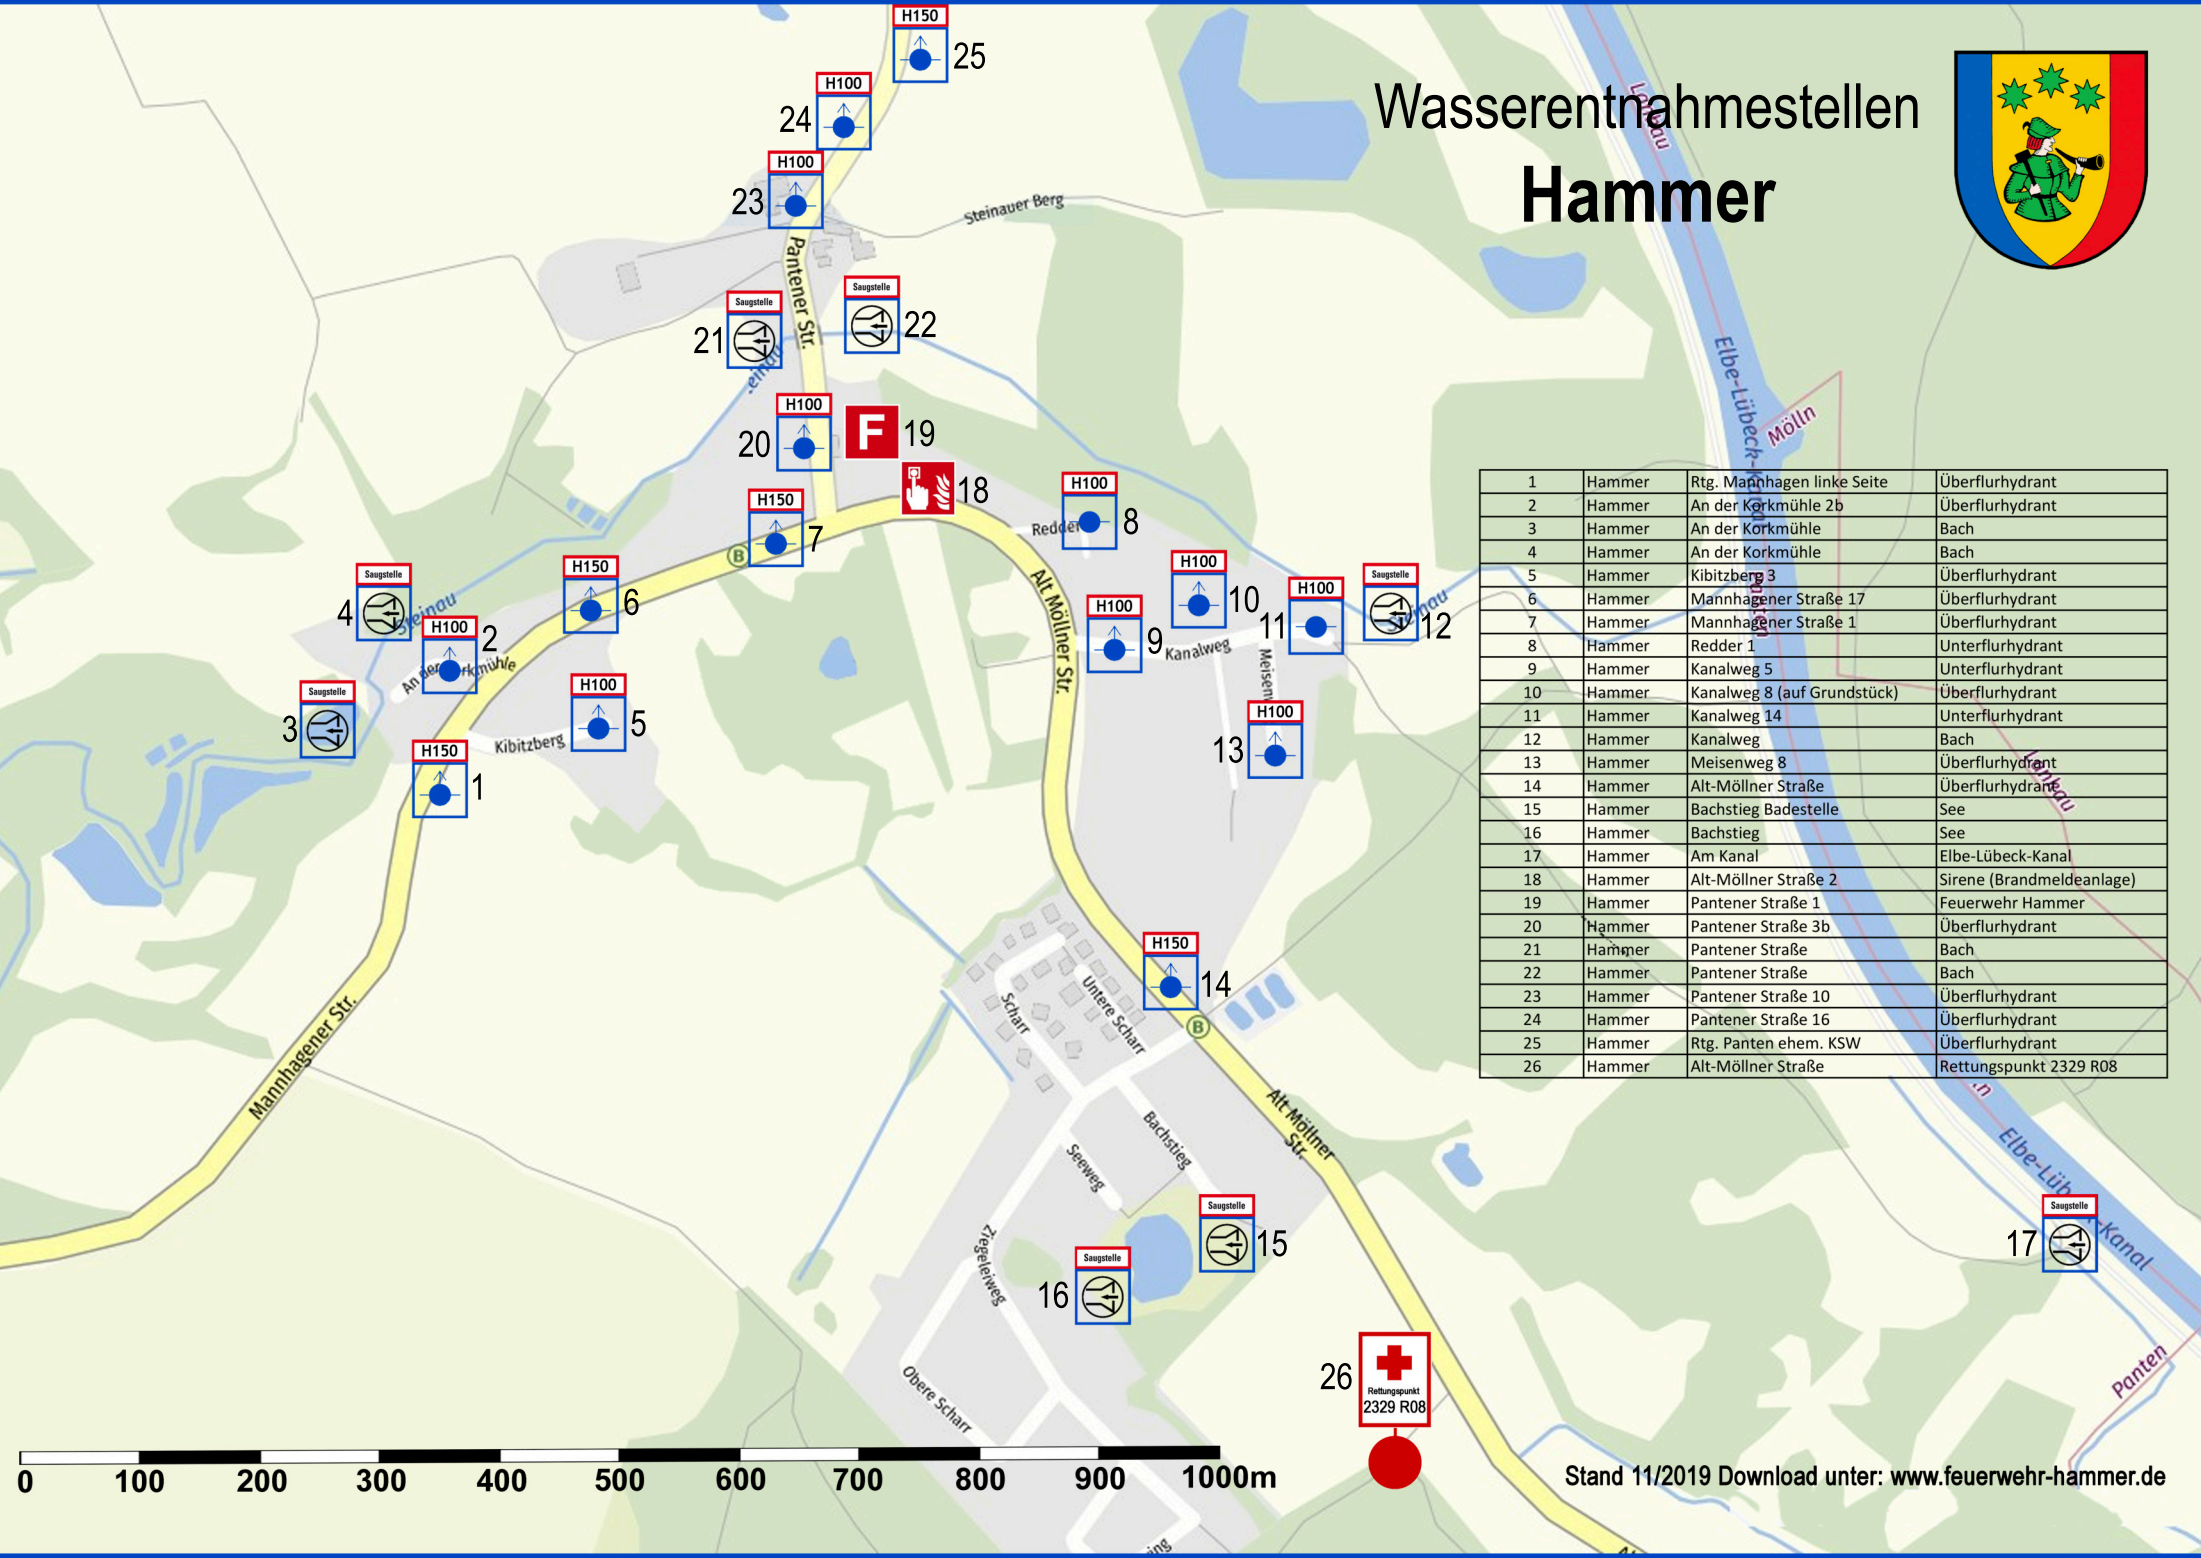 Wasserentnahmestellen
Hammer
H150
25
H100
24
H100
23
Steinauer Berg
Pantener Str.
Saugstelle
21
Saugstelle
22
H100
20
F
19
18
H150
7
B
H100
8
Redder
H150
6
Saugstelle
4
Steinau
H100
2
An der
rkmühle
Saugstelle
3
H100
5
Kibitzberg
H150
1
Alt Möllner Str.
H100
9
H100
10
Kanalweg
H100
11
Saugstelle
12
H100
13
Mannhagener Str.
H150
14
B
Scharr
Untere Scharr
Alt Möllner Str.
Bachstieg
Seeweg
Ziegeleiweg
Obere Scharr
Saugstelle
15
Saugstelle
16
Saugstelle
17
26
Rettungspunkt
2329 R08
Lankau
Elbe-Lübeck-Kanal
Mölln
Panten
Lankau
Panten
1 Hammer Rtg. Mannhagen linke Seite Überflurhydrant
2 Hammer An der Korkmühle 2b Überflurhydrant
3 Hammer An der Korkmühle Bach
4 Hammer An der Korkmühle Bach
5 Hammer Kibitzberg 3 Überflurhydrant
6 Hammer Mannhagener Straße 17 Überflurhydrant
7 Hammer Mannhagener Straße 1 Überflurhydrant
8 Hammer Redder 1 Unterflurhydrant
9 Hammer Kanalweg 5 Unterflurhydrant
10 Hammer Kanalweg 8 (auf Grundstück) Überflurhydrant
11 Hammer Kanalweg 14 Unterflurhydrant
12 Hammer Kanalweg Bach
13 Hammer Meisenweg 8 Überflurhydrant
14 Hammer Alt-Möllner Straße Überflurhydrant
15 Hammer Bachstieg Badestelle See
16 Hammer Bachstieg See
17 Hammer Am Kanal Elbe-Lübeck-Kanal
18 Hammer Alt-Möllner Straße 2 Sirene (Brandmeldeanlage)
19 Hammer Pantener Straße 1 Feuerwehr Hammer
20 Hammer Pantener Straße 3b Überflurhydrant
21 Hammer Pantener Straße Bach
22 Hammer Pantener Straße Bach
23 Hammer Pantener Straße 10 Überflurhydrant
24 Hammer Pantener Straße 16 Überflurhydrant
25 Hammer Rtg. Panten ehem. KSW Überflurhydrant
26 Hammer Alt-Möllner Straße Rettungspunkt 2329 R08
0 100 200 300 400 500 600 700 800 900 1000m
Stand 11/2019 Download unter: www.feuerwehr-hammer.de